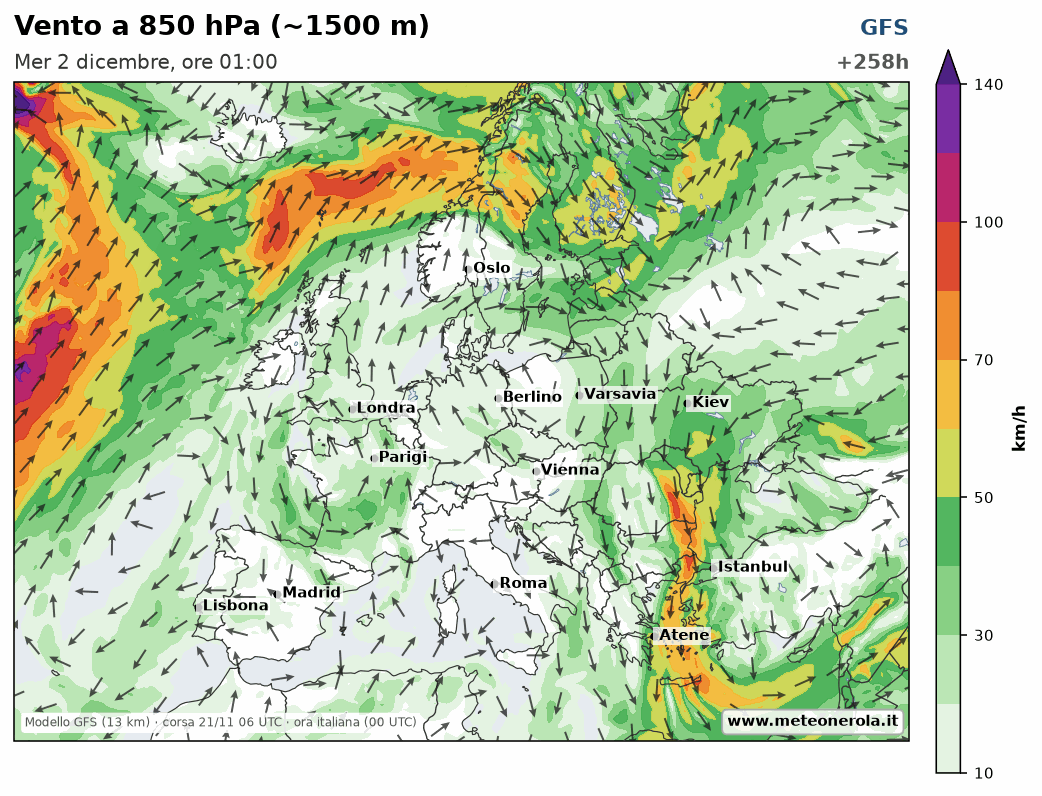 Vento a 850 hPa (~1500 m)
GFS
Mer 2 dicembre, ore 01:00
+258h
140
100
70
50
30
10
km/h
Oslo
Berlino
Varsavia
Kiev
Londra
Parigi
Vienna
Istanbul
Roma
Madrid
Lisbona
Atene
Modello GFS (13 km) · corsa 21/11 06 UTC · ora italiana (00 UTC)
www.meteonerola.it